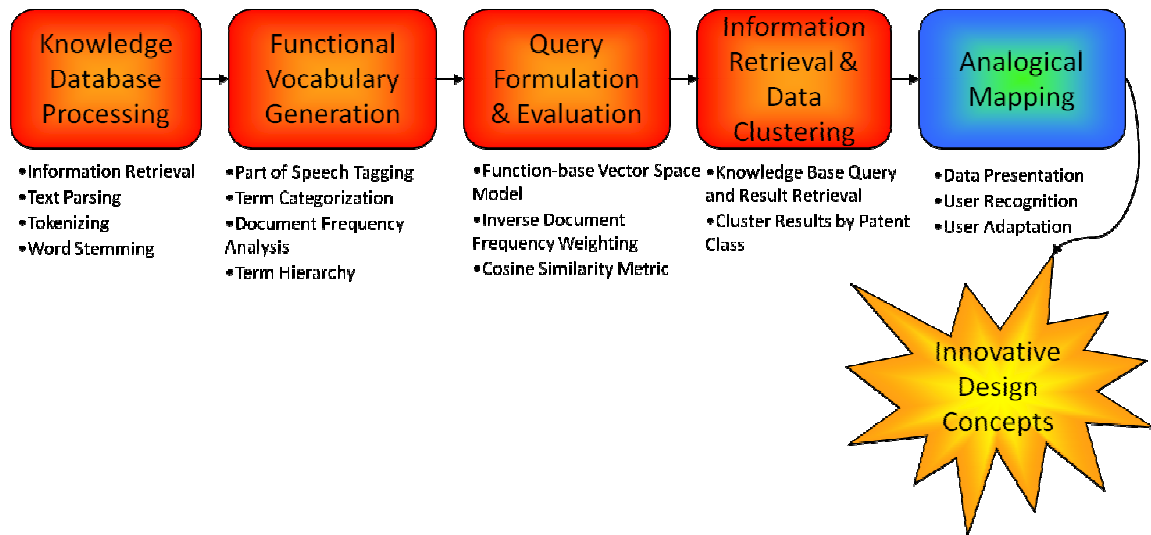 Knowledge
Database
Processing
•Information Retrieval
•Text Parsing
•Tokenizing
•Word Stemming
Functional
Vocabulary
Generation
•Part of Speech Tagging
•Term Categorization
•Document Frequency
Analysis
•Term Hierarchy
Query
Formulation
& Evaluation
•Function-base Vector Space
Model
•Inverse Document
Frequency Weighting
•Cosine Similarity Metric
Information
Retrieval &
Data
Clustering
•Knowledge Base Query
and Result Retrieval
•Cluster Results by Patent
Class
Analogical
Mapping
•Data Presentation
•User Recognition
•User Adaptation
Innovative
Design
Concepts